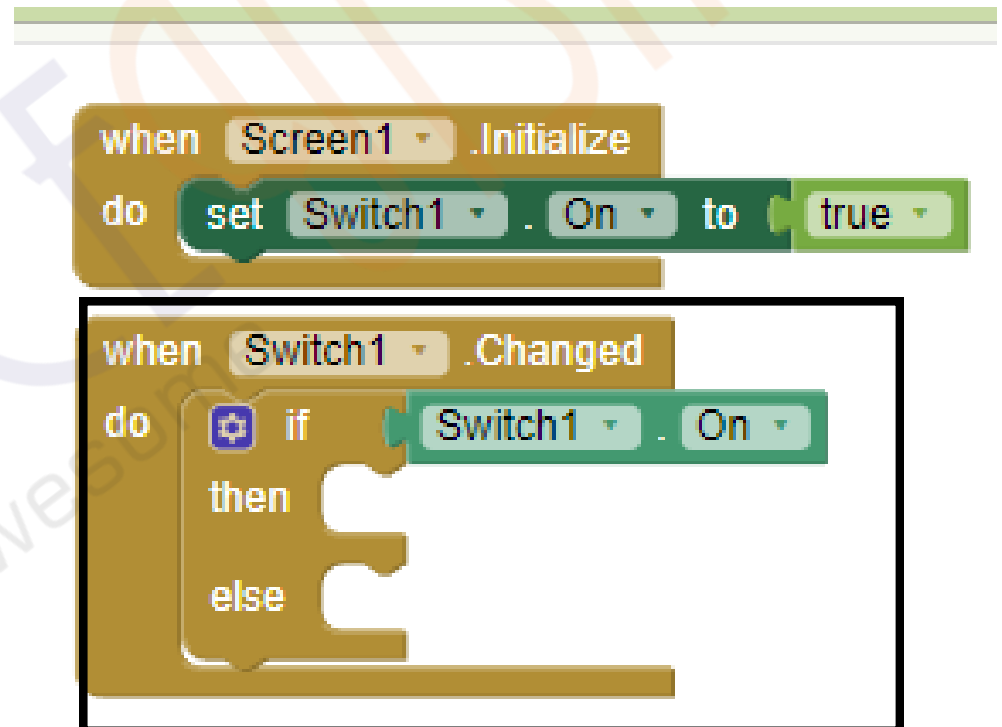 when Screen1 .Initialize
do set Switch1 . On to true
when Switch1 .Changed
do if Switch1 . On
then
else